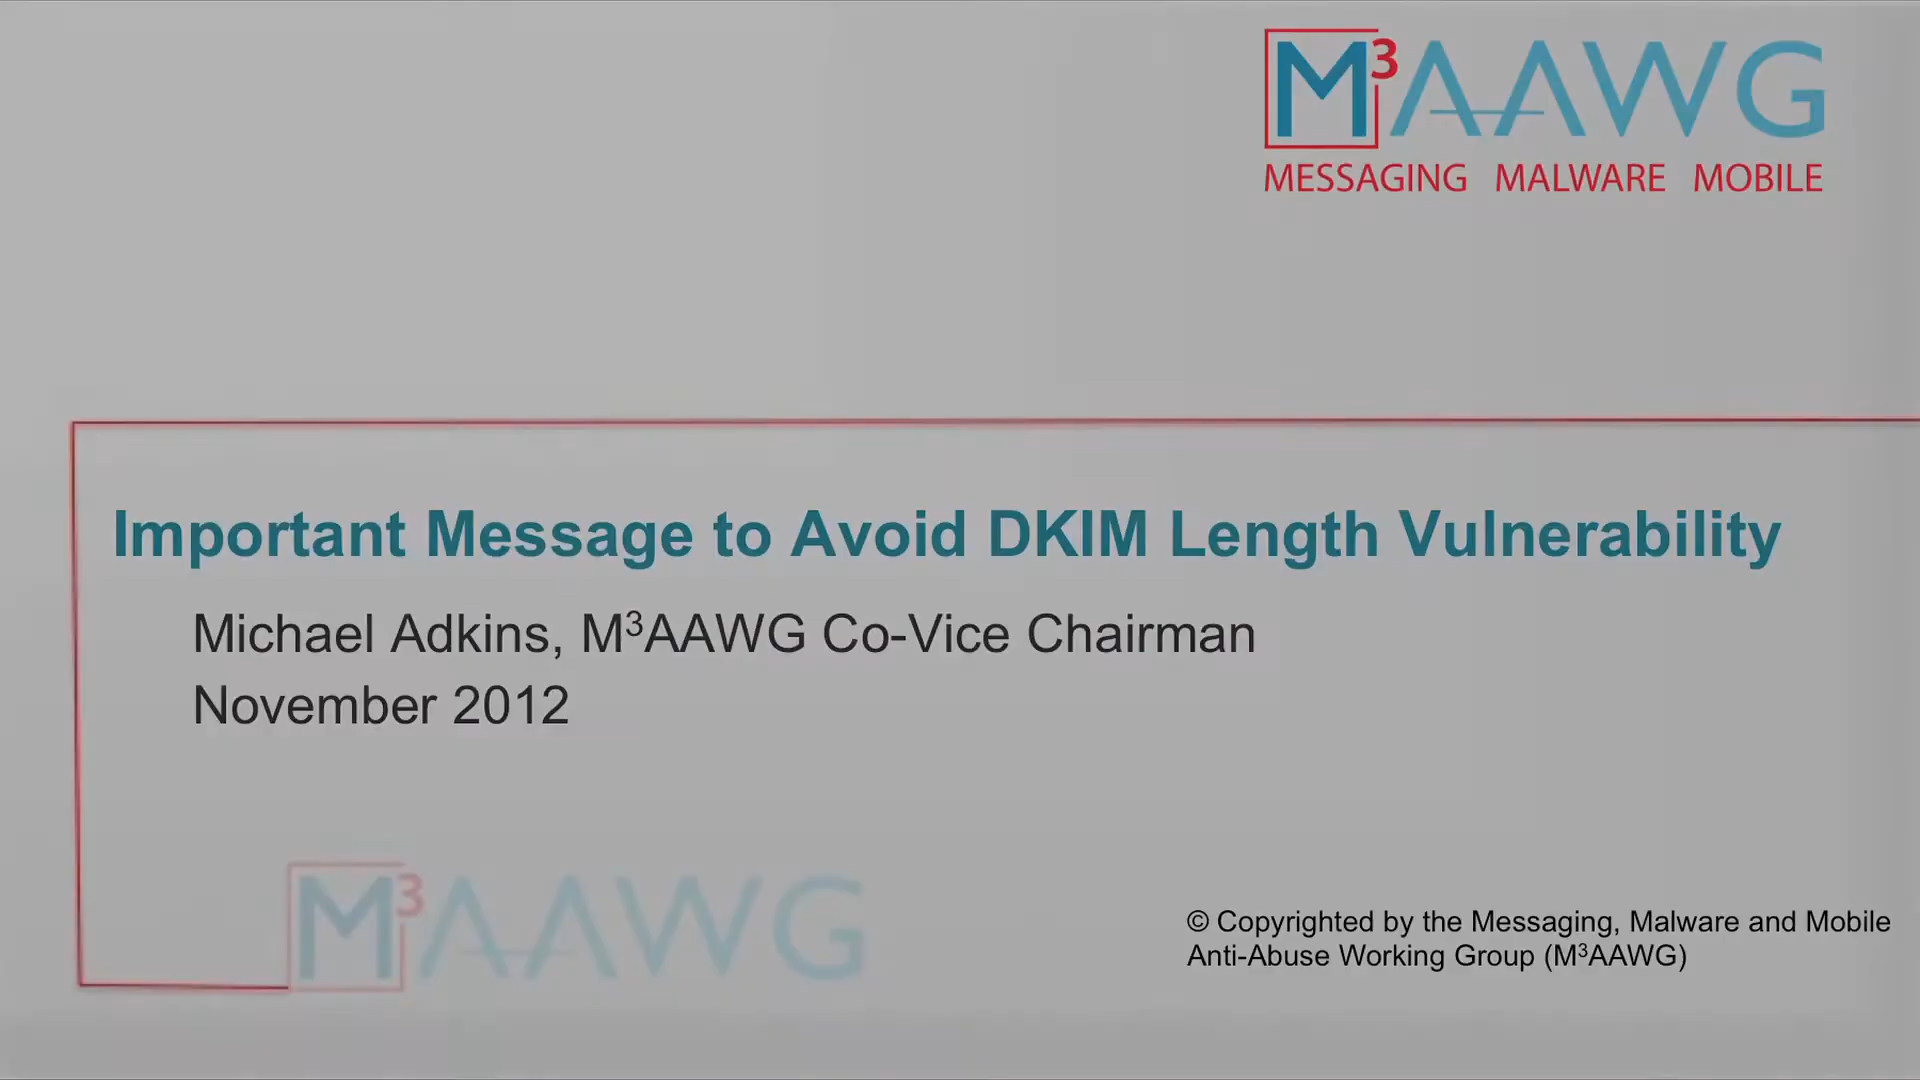 M³AAWG
MESSAGING MALWARE MOBILE
Important Message to Avoid DKIM Length Vulnerability
Michael Adkins, M³AAWG Co-Vice Chairman
November 2012
M³AAWG
© Copyrighted by the Messaging, Malware and Mobile
Anti-Abuse Working Group (M³AAWG)